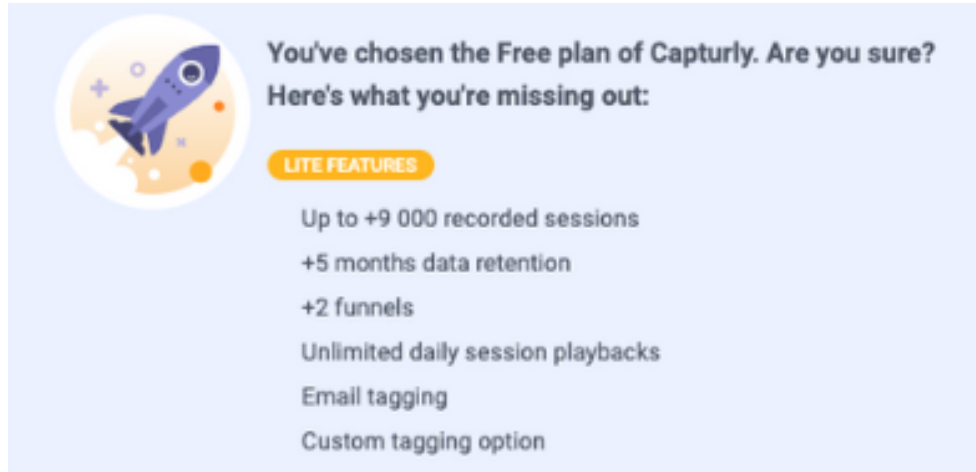 You've chosen the Free plan of Capturly. Are you sure?
Here's what you're missing out:
LITE FEATURES
Up to +9 000 recorded sessions
+5 months data retention
+2 funnels
Unlimited daily session playbacks
Email tagging
Custom tagging option